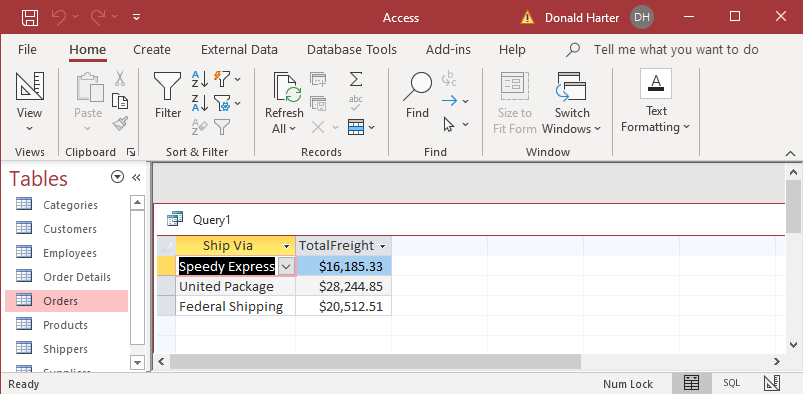 Access
Donald Harter
DH
File Home Create External Data Database Tools Add-ins Help Tell me what you want to do
View
Views
Paste
Clipboard
A
Z
Z
A
A
Z
Filter
Sort & Filter
Refresh
All
Σ
abc
Records
Find
b
c
Find
Size to
Fit Form
Switch
Windows
Window
A
Text
Formatting
Tables
Categories
Customers
Employees
Order Details
Orders
Products
Shippers
Suppliers
Query1
Ship Via TotalFreight
Speedy Express $16,185.33
United Package $28,244.85
Federal Shipping $20,512.51
Ready
Num Lock
SQL